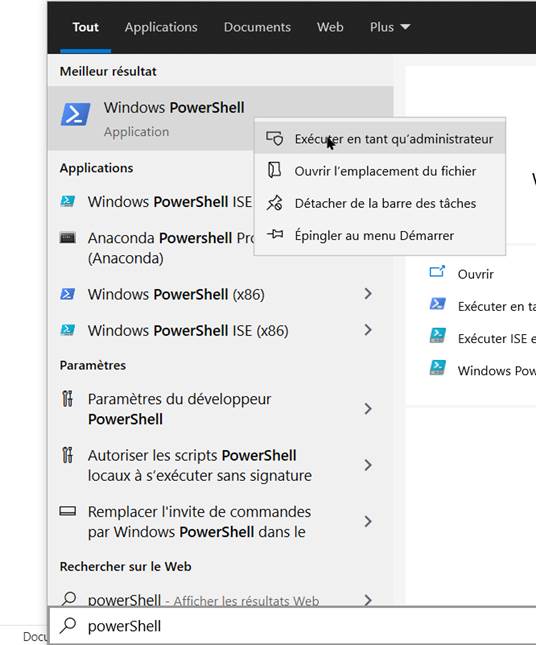 Tout Applications Documents Web Plus
Meilleur résultat
Windows PowerShell
Application
Exécuter en tant qu'administrateur
Ouvrir l'emplacement du fichier
Détacher de la barre des tâches
Épingler au menu Démarrer
Applications
Windows PowerShell ISE
Anaconda Powershell
(Anaconda)
Windows PowerShell (x86)
Windows PowerShell ISE (x86)
Paramètres
Paramètres du développeur
PowerShell
Autoriser les scripts PowerShell
locaux à s'exécuter sans signature
Remplacer l'invite de commandes
par Windows PowerShell dans le
Rechercher sur le Web
powerShell - Afficher les résultats Web
powerShell
Ouvrir
Exécuter en
Exécuter ISE
Windows